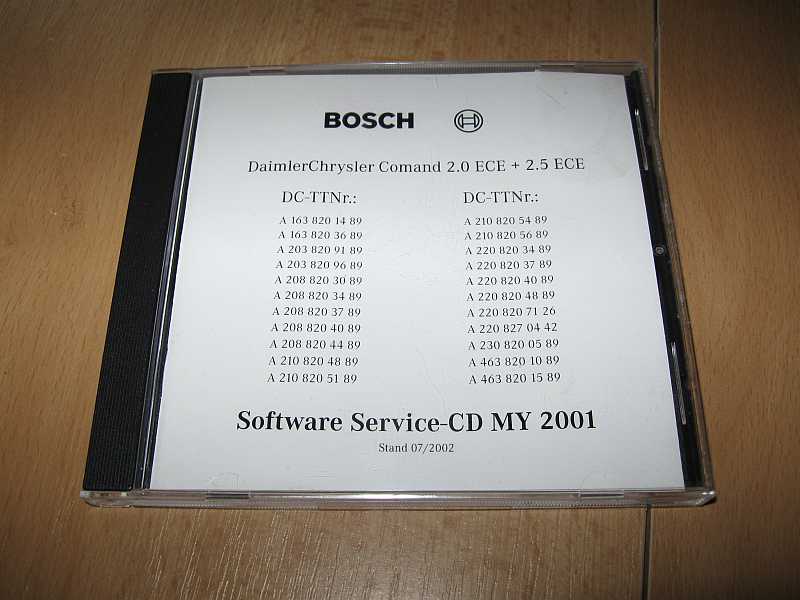 BOSCH
DaimlerChrysler Comand 2.0 ECE + 2.5 ECE
DC-TTNr.:
A 163 820 14 89
A 163 820 36 89
A 203 820 91 89
A 203 820 96 89
A 208 820 30 89
A 208 820 34 89
A 208 820 37 89
A 208 820 40 89
A 208 820 44 89
A 210 820 48 89
A 210 820 51 89
DC-TTNr.:
A 210 820 54 89
A 210 820 56 89
A 220 820 34 89
A 220 820 37 89
A 220 820 40 89
A 220 820 48 89
A 220 820 71 26
A 220 827 04 42
A 230 820 05 89
A 463 820 10 89
A 463 820 15 89
Software Service-CD MY 2001
Stand 07/2002